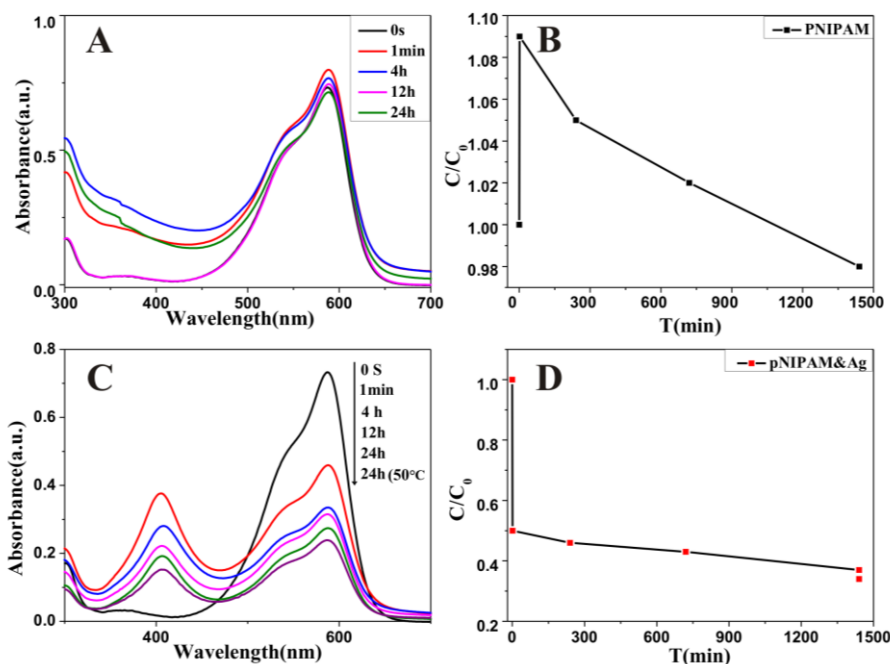 A
0s
1min
4h
12h
24h
1.0
0.5
0.0
300
400
500
600
700
Absorbance(a.u.)
Wavelength(nm)
B
PNIPAM
1.10
1.08
1.06
1.04
1.02
1.00
0.98
0
300
600
900
1200
1500
C/C0
T(min)
C
0 S
1min
4 h
12h
24h
24h (50°C
0.8
0.6
0.4
0.2
0.0
400
600
Absorbance(a.u.)
Wavelength(nm)
D
pNIPAM&Ag
1.0
0.8
0.6
0.4
0.2
0
300
600
900
1200
1500
C/C0
T(min)